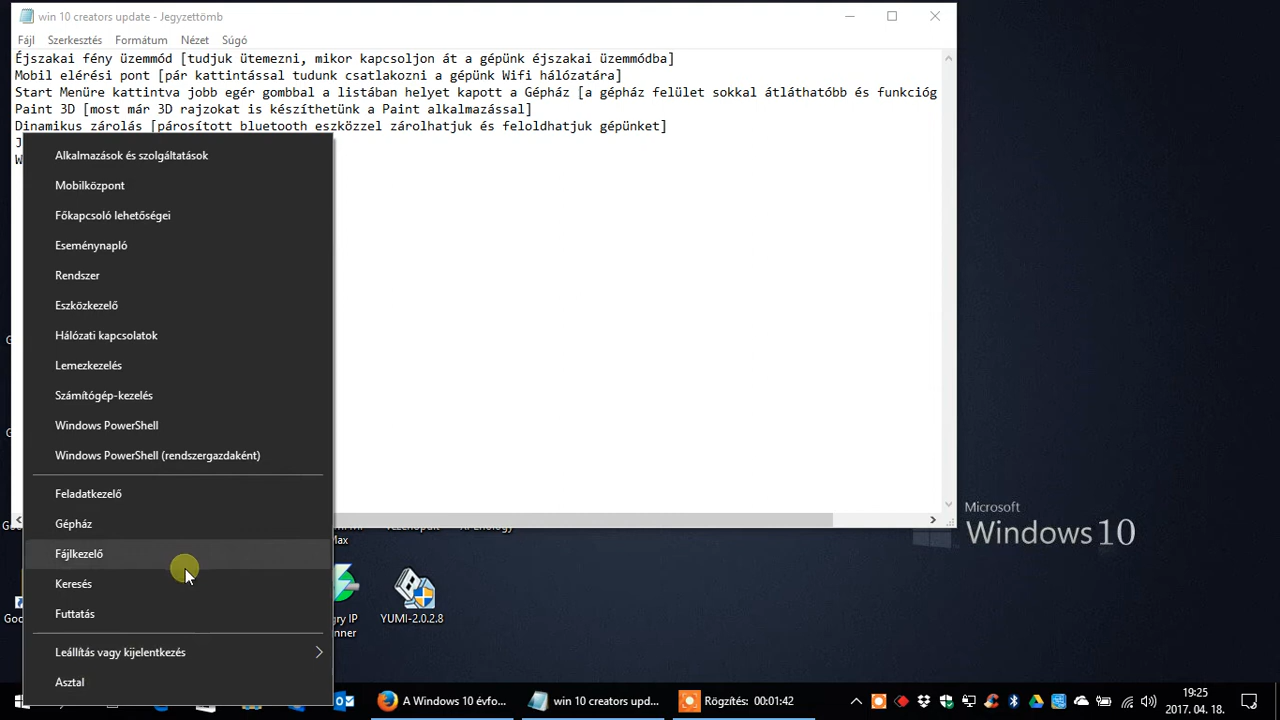 win 10 creators update - Jegyzettömb
Fájl Szerkesztés Formátum Nézet Súgó
Éjszakai fény üzemmód [tudjuk ütemezni, mikor kapcsoljon át a gépünk éjszakai üzemmódba]
Mobil elérési pont [pár kattintással tudunk csatlakozni a gépünk Wifi hálózatára]
Start Menüre kattintva jobb egér gombbal a listában helyet kapott a Gépház [a gépház felület sokkal átláthatóbb és funkcióg
Paint 3D [most már 3D rajzokat is készíthetünk a Paint alkalmazással]
Dinamikus zárolás [párosított bluetooth eszközzel zárolhatjuk és feloldhatjuk gépünket]
Alkalmazások és szolgáltatások
Mobilközpont
Főkapcsoló lehetőségei
Eseménynapló
Rendszer
Eszközkezelő
Hálózati kapcsolatok
Lemezkezelés
Számítógép-kezelés
Windows PowerShell
Windows PowerShell (rendszergazdaként)
Feladatkezelő
Gépház
Fájlkezelő
Keresés
Futtatás
Leállítás vagy kijelentkezés
Asztal
Max
YUMI-2.0.2.8
Microsoft
Windows 10
A Windows 10 évfo...
win 10 creators upd...
Rögzítés: 00:01:42
19:25
2017. 04. 18.